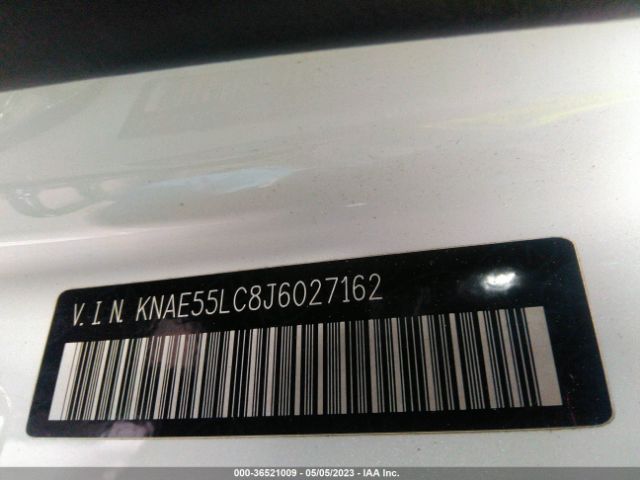 V.I.N. KNAE55LC8J6027162
000-36521009 - 05/05/2023 - IAA Inc.